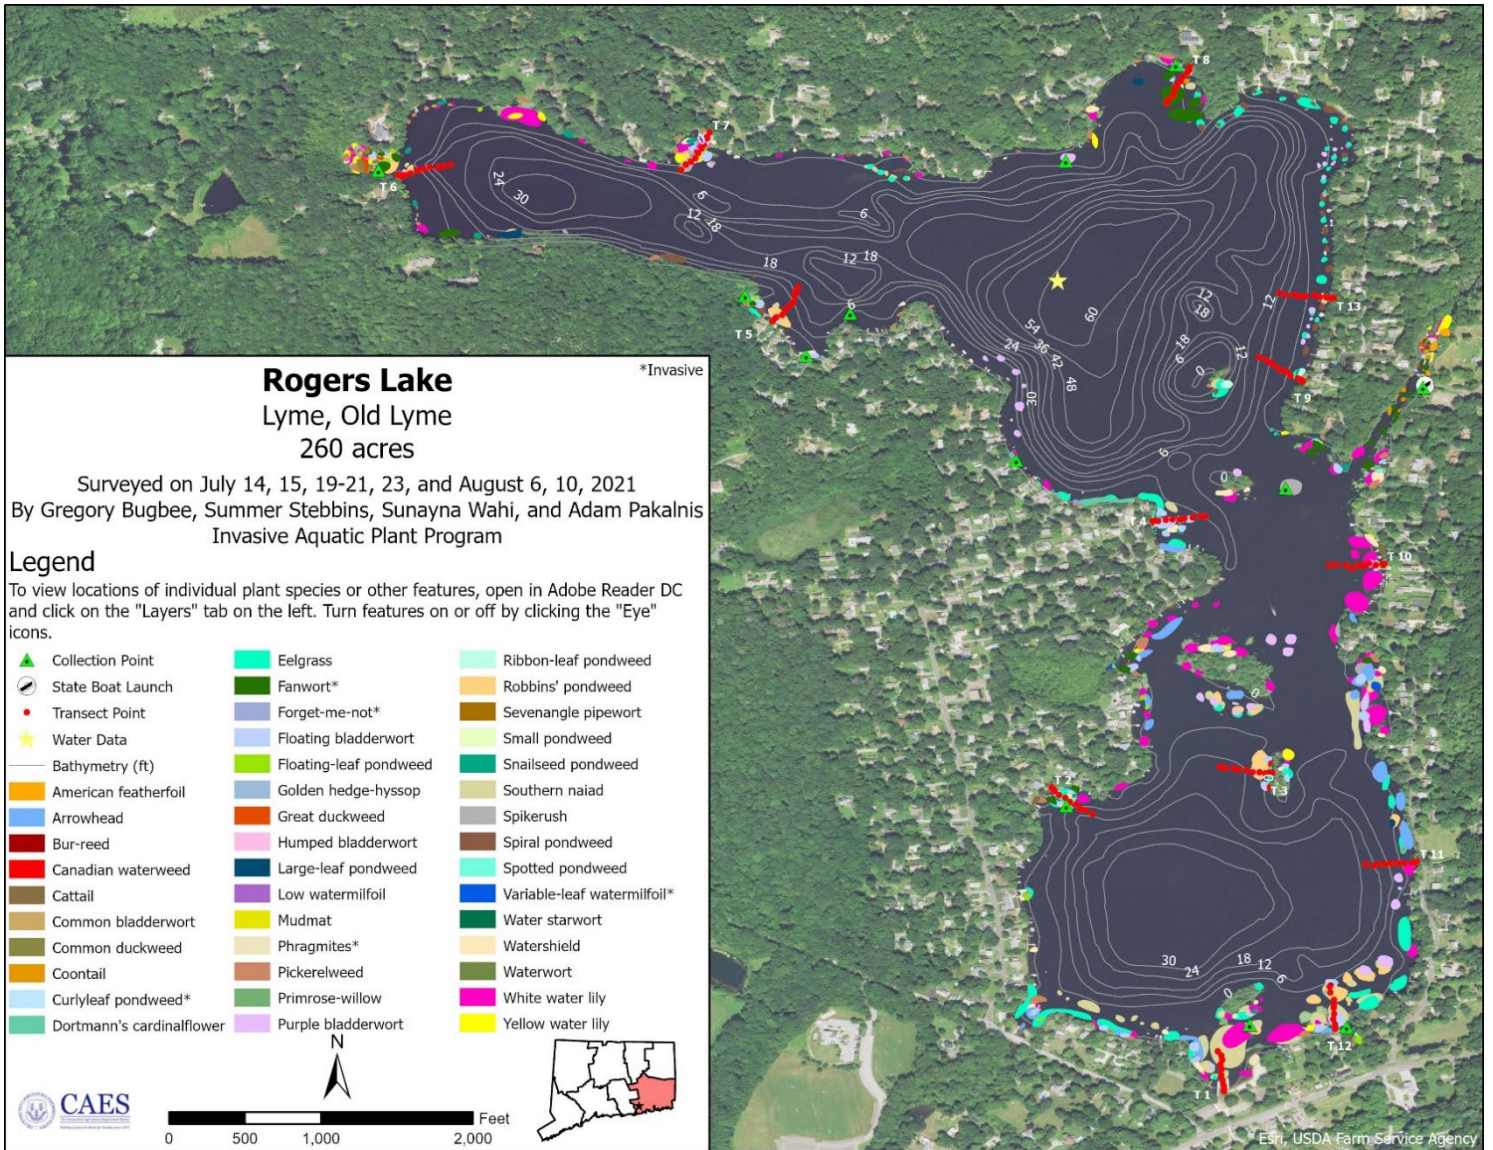 T 8
T 7
T 6
24
30
6
12
18
6
12
18
18
6
T 5
60
54
36
42
48
24
30
12
18
12
18
6
12
0
T 13
T 9
6
0
T 4
T 10
0
T 2
0
T 3
T 11
30
24
18
12
6
0
T 12
T 1
Rogers Lake
*Invasive
Lyme, Old Lyme
260 acres
Surveyed on July 14, 15, 19-21, 23, and August 6, 10, 2021
By Gregory Bugbee, Summer Stebbins, Sunayna Wahi, and Adam Pakalnis
Invasive Aquatic Plant Program
Legend
To view locations of individual plant species or other features, open in Adobe Reader DC
and click on the "Layers" tab on the left. Turn features on or off by clicking the "Eye"
icons.
Collection Point
State Boat Launch
Transect Point
Water Data
Bathymetry (ft)
American featherfoil
Arrowhead
Bur-reed
Canadian waterweed
Cattail
Common bladderwort
Common duckweed
Coontail
Curlyleaf pondweed*
Dortmann's cardinalflower
Eelgrass
Fanwort*
Forget-me-not*
Floating bladderwort
Floating-leaf pondweed
Golden hedge-hyssop
Great duckweed
Humped bladderwort
Large-leaf pondweed
Low watermilfoil
Mudmat
Phragmites*
Pickerelweed
Primrose-willow
Purple bladderwort
Ribbon-leaf pondweed
Robbins' pondweed
Sevenangle pipewort
Small pondweed
Snailseed pondweed
Southern naiad
Spikerush
Spiral pondweed
Spotted pondweed
Variable-leaf watermilfoil*
Water starwort
Watershield
Waterwort
White water lily
Yellow water lily
N
CAES
Feet
0 500 1,000 2,000
Esri, USDA Farm Service Agency